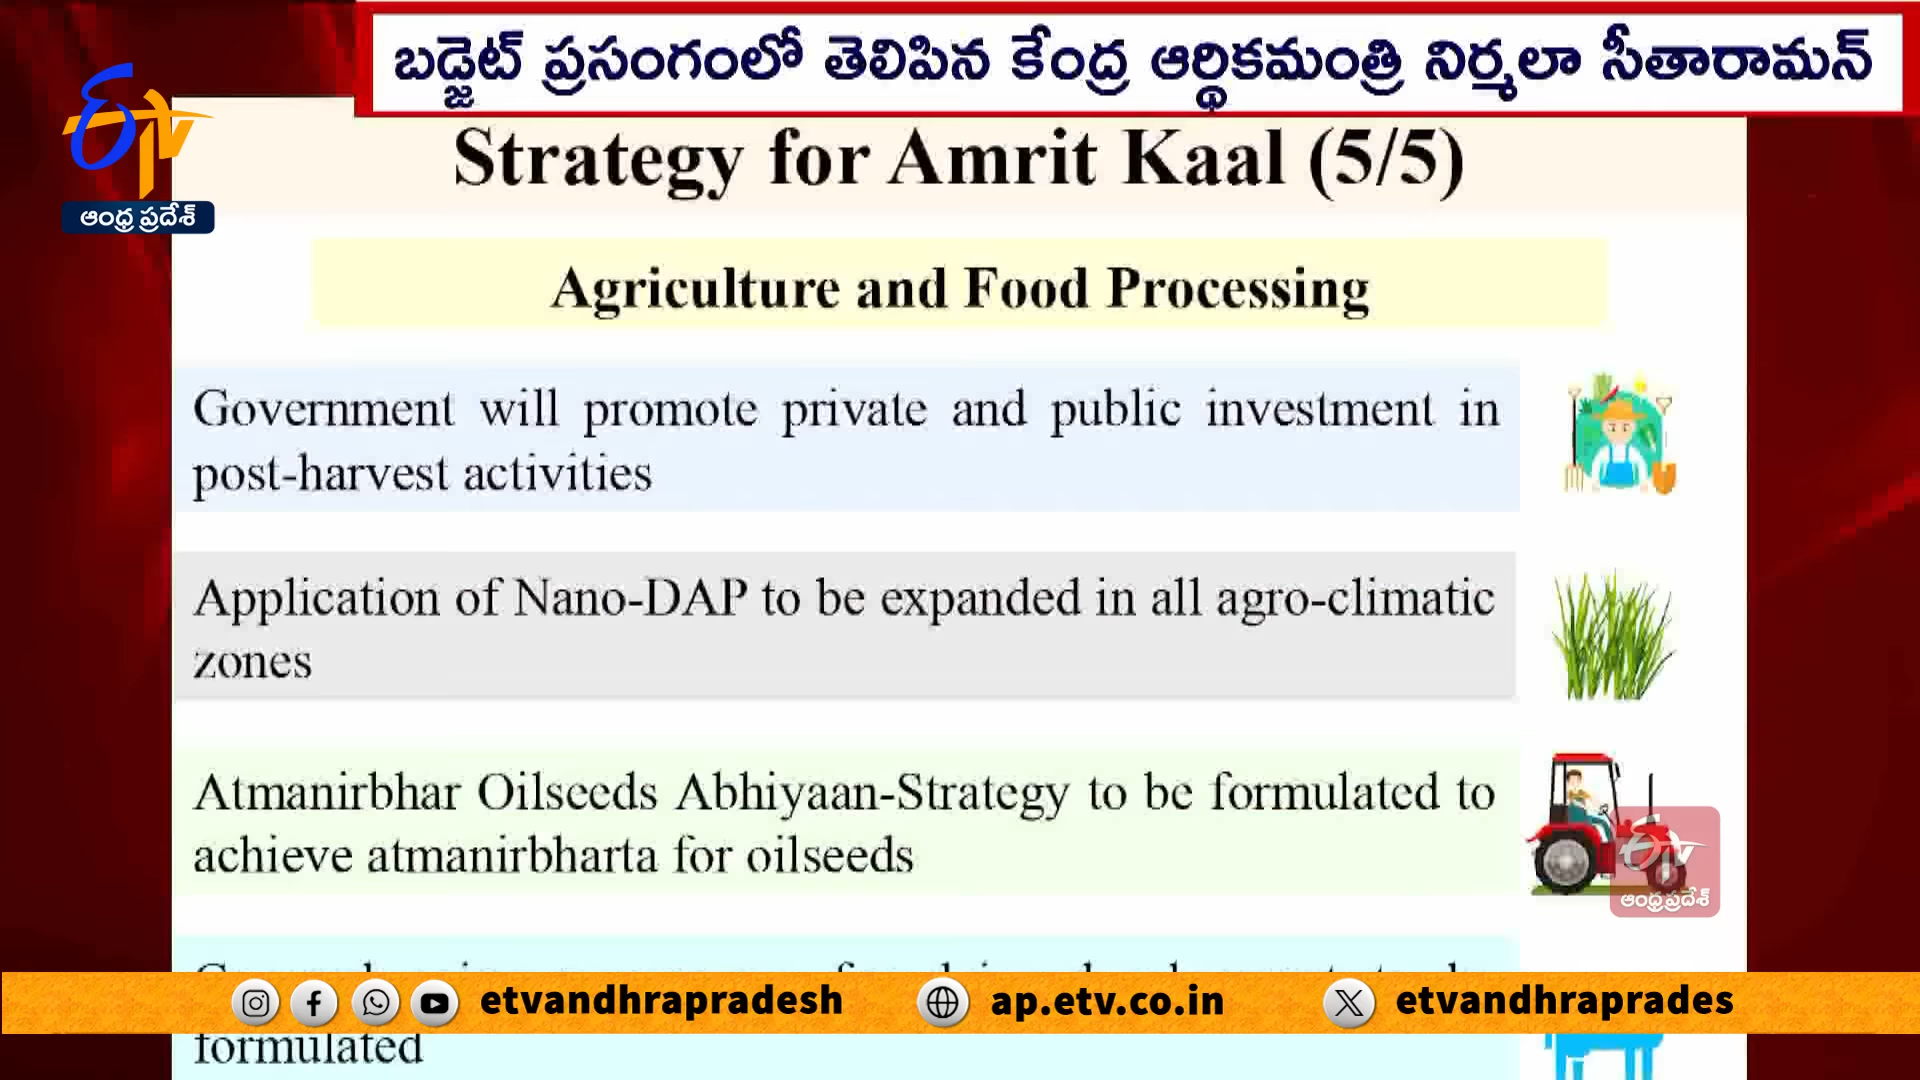 బడ్జెట్ ప్రసంగంలో తెలిపిన కేంద్ర ఆర్థికమంత్రి నిర్మలా సీతారామన్
ఈtv
ఆంధ్ర ప్రదేశ్
Strategy for Amrit Kaal (5/5)
Agriculture and Food Processing
Government will promote private and public investment in
post-harvest activities
Application of Nano-DAP to be expanded in all agro-climatic
zones
Atmanirbhar Oilseeds Abhiyaan-Strategy to be formulated to
achieve atmanirbharta for oilseeds
ఈtv
ఆంధ్రప్రదేశ్
etvandhrapradesh
ap.etv.co.in
etvandhraprades
formulated